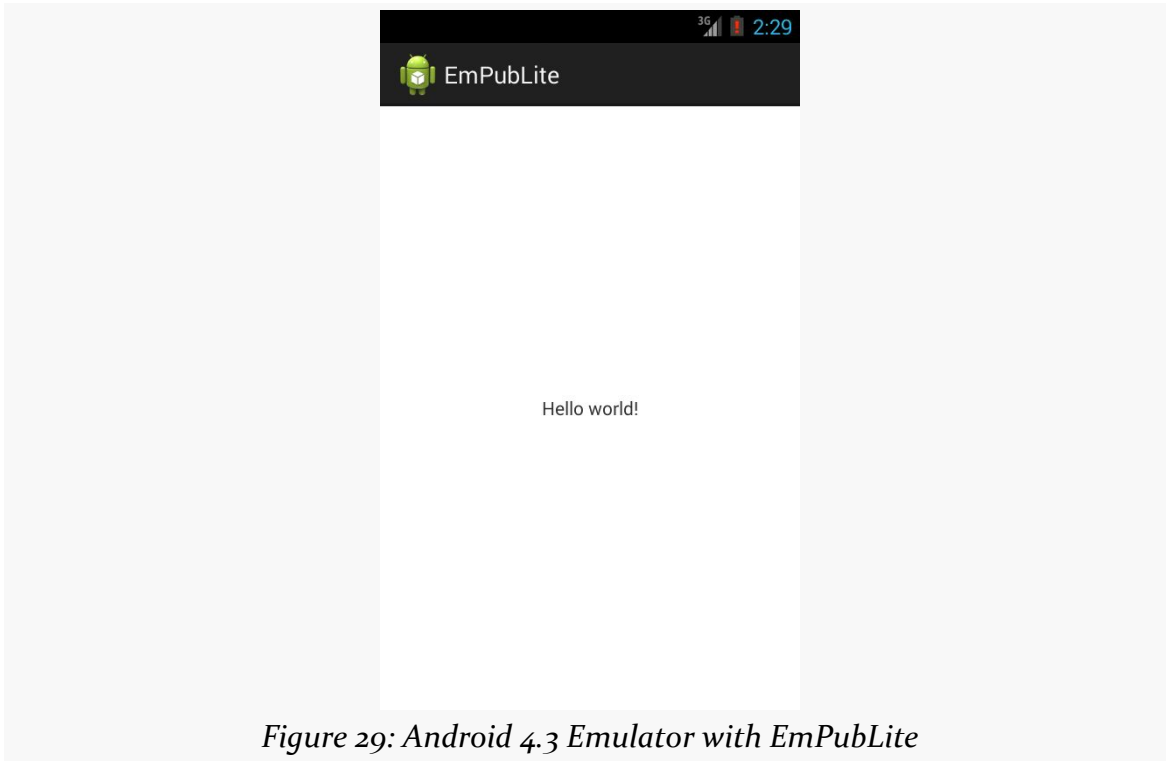 3G 2:29
EmPubLite
Hello world!
Figure 29: Android 4.3 Emulator with EmPubLite